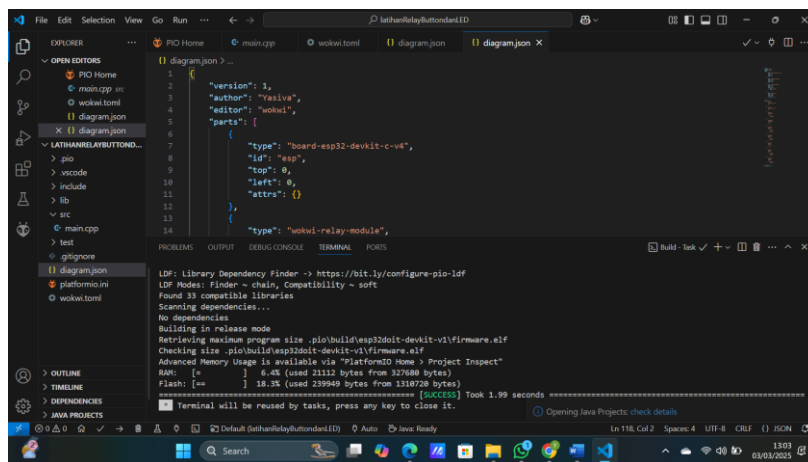 File Edit Selection View Go Run ... latihanRelayButtondanLED
EXPLORER
OPEN EDITORS
PIO Home
main.cpp src
wokwi.toml
diagram.json
diagram.json
LATIHANRELAYBUTTOND...
.pio
.vscode
include
lib
src
main.cpp
test
.gitignore
diagram.json
platformio.ini
wokwi.toml
OUTLINE
TIMELINE
DEPENDENCIES
JAVA PROJECTS
PIO Home main.cpp wokwi.toml diagram.json diagram.json
diagram.json > ...
1 {
2 "version": 1,
3 "author": "Yasiva",
4 "editor": "wokwi",
5 "parts": [
6 {
7 "type": "board-esp32-devkit-c-v4",
8 "id": "esp",
9 "top": 0,
10 "left": 0,
11 "attrs": {}
12 },
13 {
14 "type": "wokwi-relay-module",
PROBLEMS OUTPUT DEBUG CONSOLE TERMINAL PORTS Build - Task
LDF: Library Dependency Finder -> https://bit.ly/configure-pio-ldf
LDF Modes: Finder ~ chain, Compatibility ~ soft
Found 33 compatible libraries
Scanning dependencies...
No dependencies
Building in release mode
Retrieving maximum program size .pio\build\esp32doit-devkit-v1\firmware.elf
Checking size .pio\build\esp32doit-devkit-v1\firmware.elf
Advanced Memory Usage is available via "PlatformIO Home > Project Inspect"
RAM: [= ] 6.4% (used 21112 bytes from 327680 bytes)
Flash: [== ] 18.3% (used 239949 bytes from 1310720 bytes)
[SUCCESS] Took 1.99 seconds
* Terminal will be reused by tasks, press any key to close it.
Opening Java Projects: check details
0 0 0 Default (latihanRelayButtondanLED) Auto Java: Ready Ln 118, Col 2 Spaces: 4 UTF-8 CRLF {} JSON
Search
13:03
03/03/2025